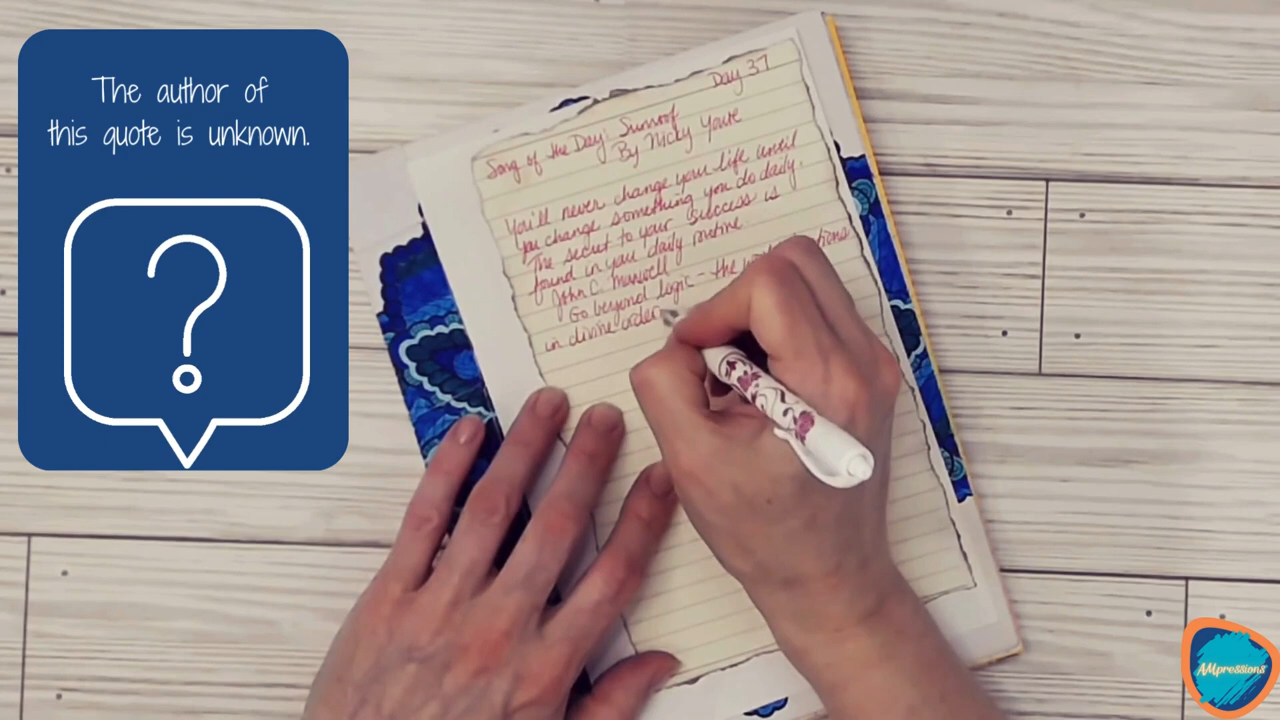 The author of
this quote is unknown.
Day 37
Song of the Day: Sunroof
By Nicky Youre
You'll never change your life until
you change something you do daily.
The secret to your success is
found in your daily routine
John C. Maxwell
Go beyond logic - the
in divine order
AMpressions